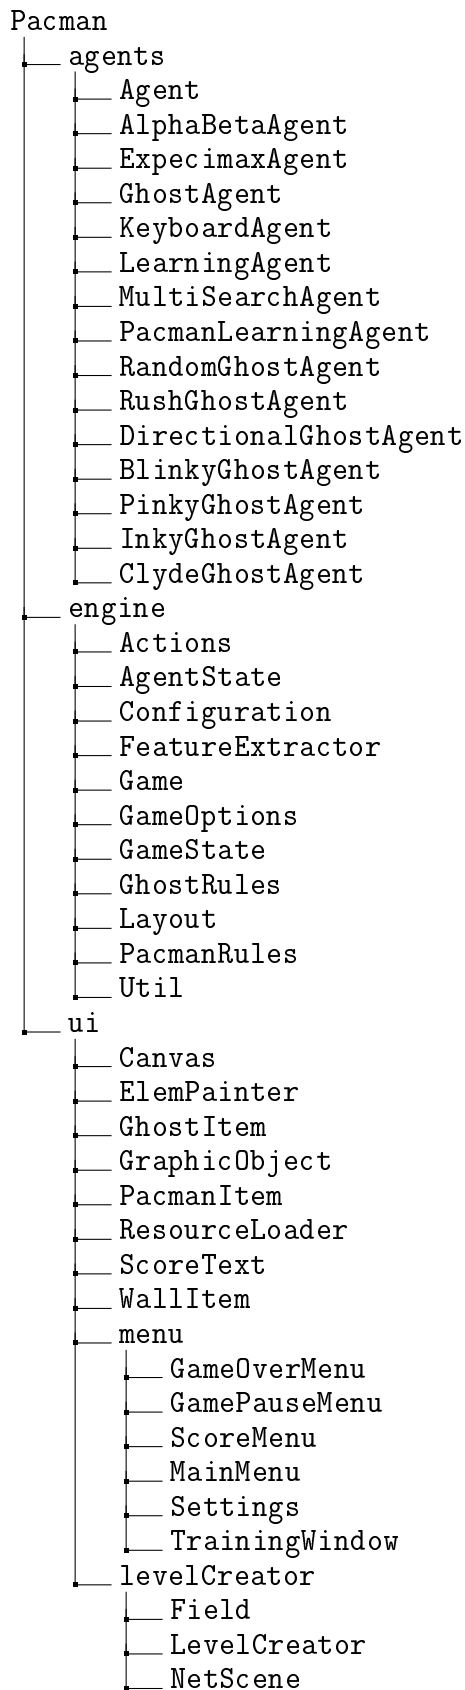 Pacman
agents
Agent
AlphaBetaAgent
ExpecimaxAgent
GhostAgent
KeyboardAgent
LearningAgent
MultiSearchAgent
PacmanLearningAgent
RandomGhostAgent
RushGhostAgent
DirectionalGhostAgent
BlinkyGhostAgent
PinkyGhostAgent
InkyGhostAgent
ClydeGhostAgent
engine
Actions
AgentState
Configuration
FeatureExtractor
Game
GameOptions
GameState
GhostRules
Layout
PacmanRules
Util
ui
Canvas
ElemPainter
GhostItem
GraphicObject
PacmanItem
ResourceLoader
ScoreText
WallItem
menu
GameOverMenu
GamePauseMenu
ScoreMenu
MainMenu
Settings
TrainingWindow
levelCreator
Field
LevelCreator
NetScene